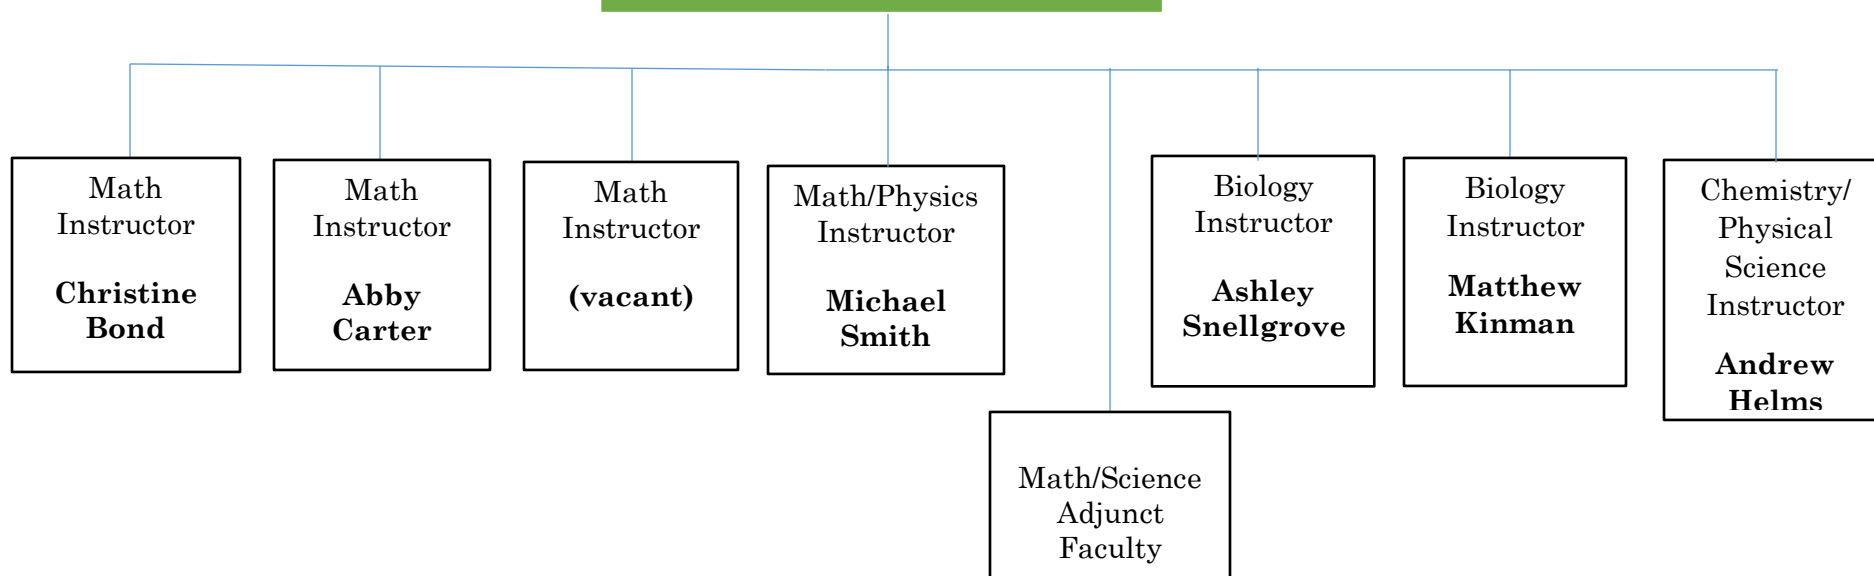 Math
Instructor
Christine
Bond
Math
Instructor
Abby
Carter
Math
Instructor
(vacant)
Math/Physics
Instructor
Michael
Smith
Biology
Instructor
Ashley
Snellgrove
Biology
Instructor
Matthew
Kinman
Chemistry/
Physical
Science
Instructor
Andrew
Helms
Math/Science
Adjunct
Faculty